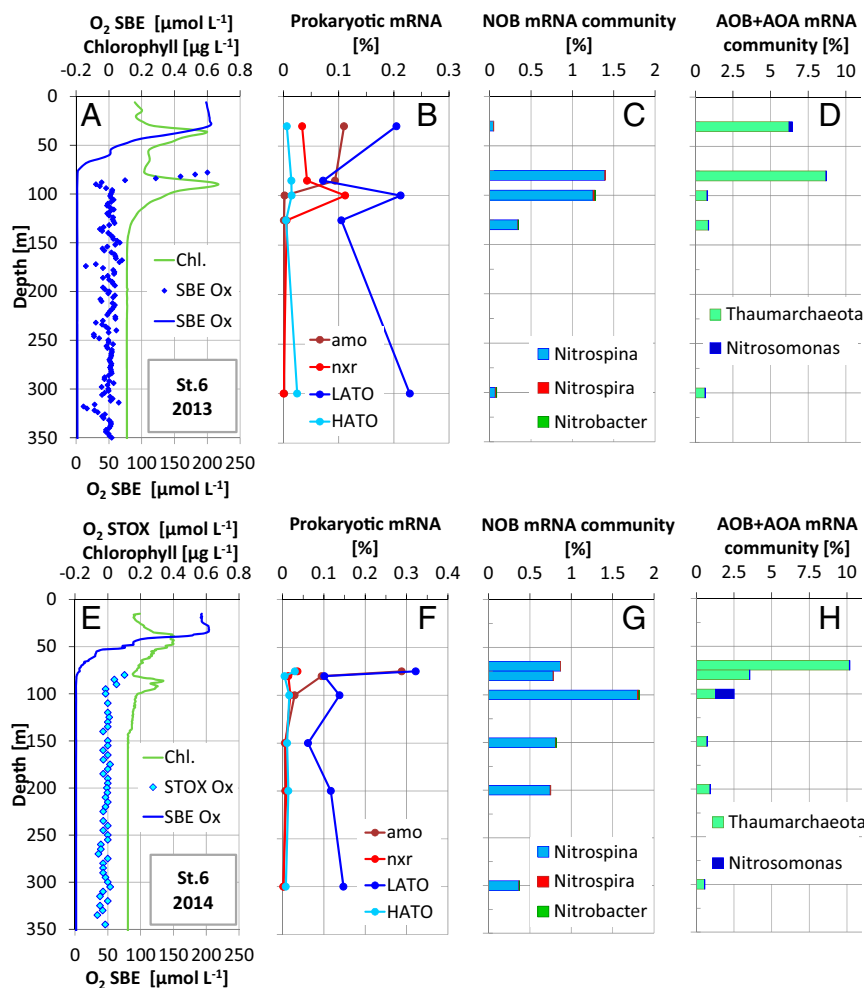 O₂ SBE [µmol L⁻¹]
Chlorophyll [µg L⁻¹]
-0.2 0 0.2 0.4 0.6 0.8
Prokaryotic mRNA
[%]
0 0.1 0.2 0.3
NOB mRNA community
[%]
0 0.5 1 1.5 2
AOB+AOA mRNA
community [%]
0 2.5 5 7.5 10
A
B
C
D
Depth [m]
0
50
100
150
200
250
300
350
Chl.
SBE Ox
SBE Ox
St.6
2013
amo
nxr
LATO
HATO
Nitrospina
Nitrospira
Nitrobacter
Thaumarchaeota
Nitrosomonas
0 50 100 150 200 250
O₂ SBE [µmol L⁻¹]
O₂ STOX [µmol L⁻¹]
Chlorophyll [µg L⁻¹]
-0.2 0 0.2 0.4 0.6 0.8
Prokaryotic mRNA
[%]
0 0.1 0.2 0.3 0.4
NOB mRNA community
[%]
0 0.5 1 1.5 2
AOB+AOA mRNA
community [%]
0 2.5 5 7.5 10
E
F
G
H
Depth [m]
0
50
100
150
200
250
300
350
Chl.
STOX Ox
SBE Ox
St.6
2014
amo
nxr
LATO
HATO
Nitrospina
Nitrospira
Nitrobacter
Thaumarchaeota
Nitrosomonas
0 50 100 150 200 250
O₂ SBE [µmol L⁻¹]